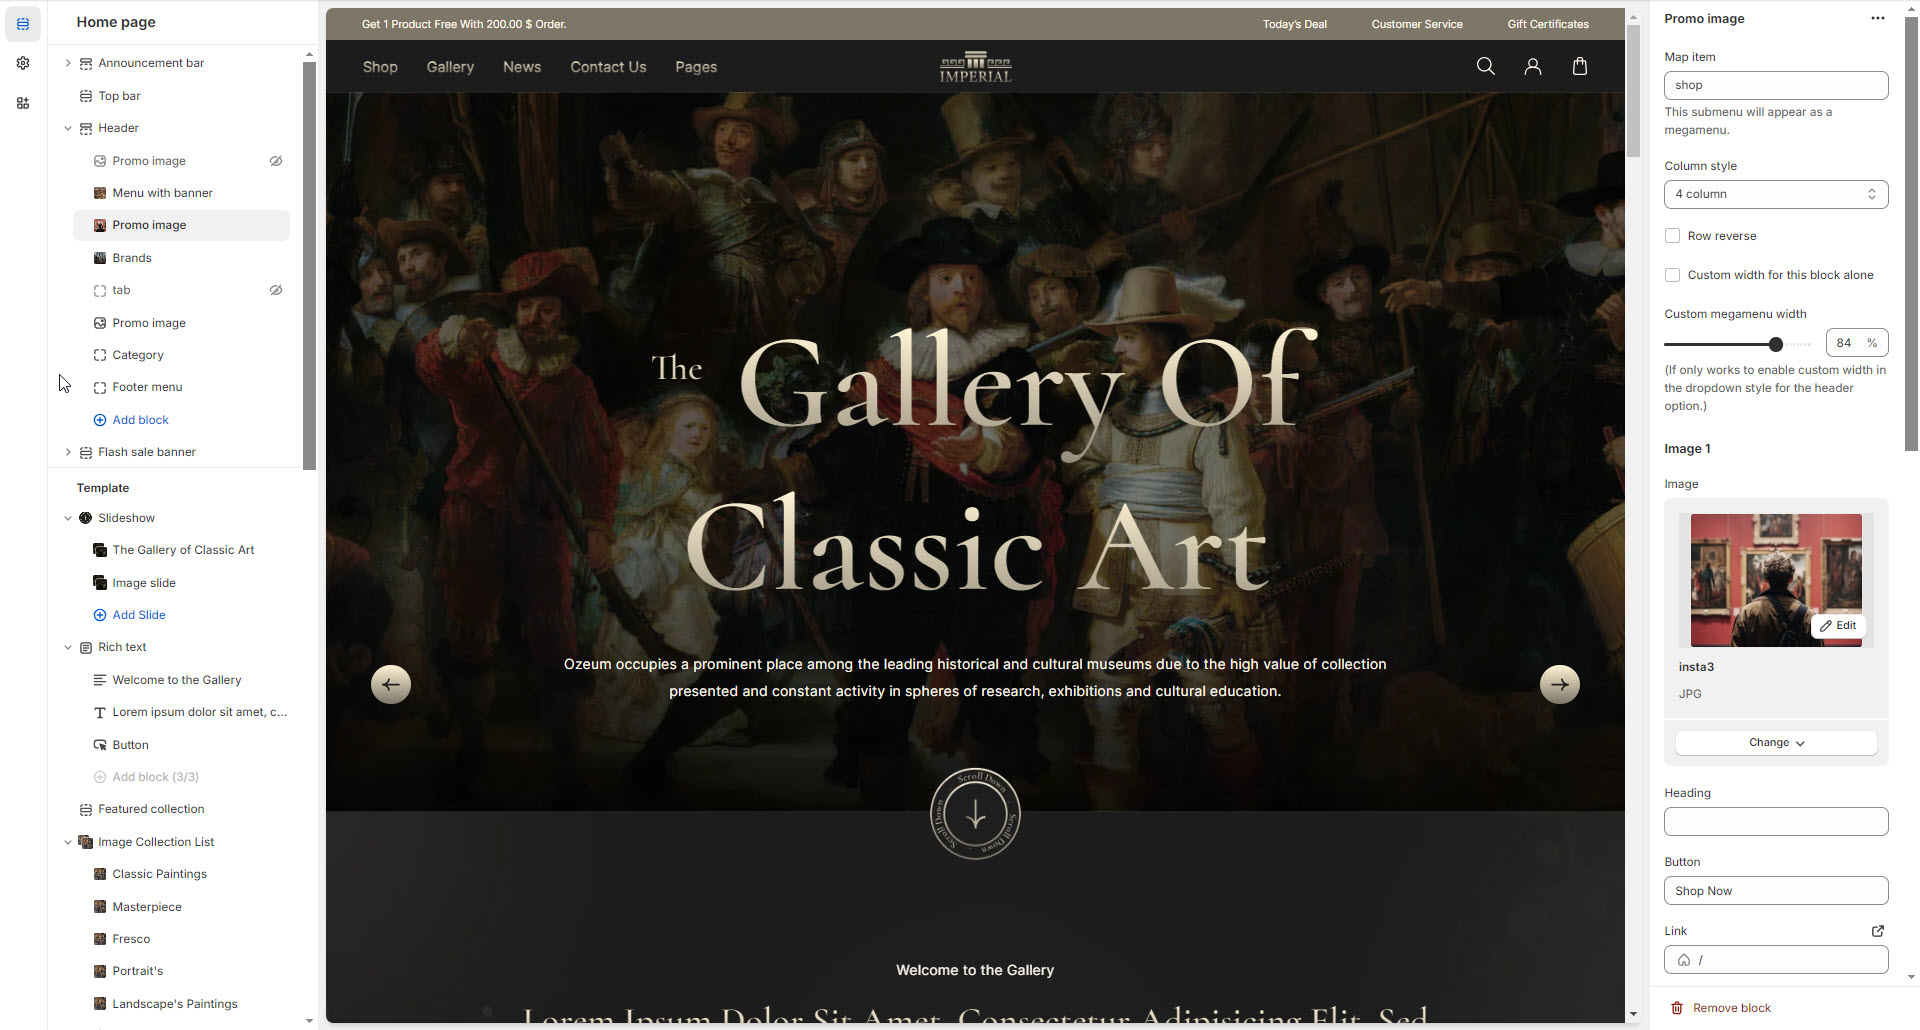 Home page
Announcement bar
Top bar
Header
Promo image
Menu with banner
Promo image
Brands
tab
Promo image
Category
Footer menu
Add block
Flash sale banner
Template
Slideshow
The Gallery of Classic Art
Image slide
Add Slide
Rich text
Welcome to the Gallery
Lorem ipsum dolor sit amet, c...
Button
Add block (3/3)
Featured collection
Image Collection List
Classic Paintings
Masterpiece
Fresco
Portrait's
Landscape's Paintings
Get 1 Product Free With 200.00 $ Order.
Today's Deal
Customer Service
Gift Certificates
Shop
Gallery
News
Contact Us
Pages
IMPERIAL
The Gallery Of
Classic Art
Ozeum occupies a prominent place among the leading historical and cultural museums due to the high value of collection
presented and constant activity in spheres of research, exhibitions and cultural education.
Scroll Down
Scroll Down
Scroll Down
Welcome to the Gallery
Lorem Ipsum Dolor Sit Amet, Consectetur Adipisicing Elit, Sed
Promo image
Map item
shop
This submenu will appear as a
megamenu.
Column style
4 column
Row reverse
Custom width for this block alone
Custom megamenu width
84 %
(If only works to enable custom width in
the dropdown style for the header
option.)
Image 1
Image
Edit
insta3
JPG
Change
Heading
Button
Shop Now
Link
/
Remove block